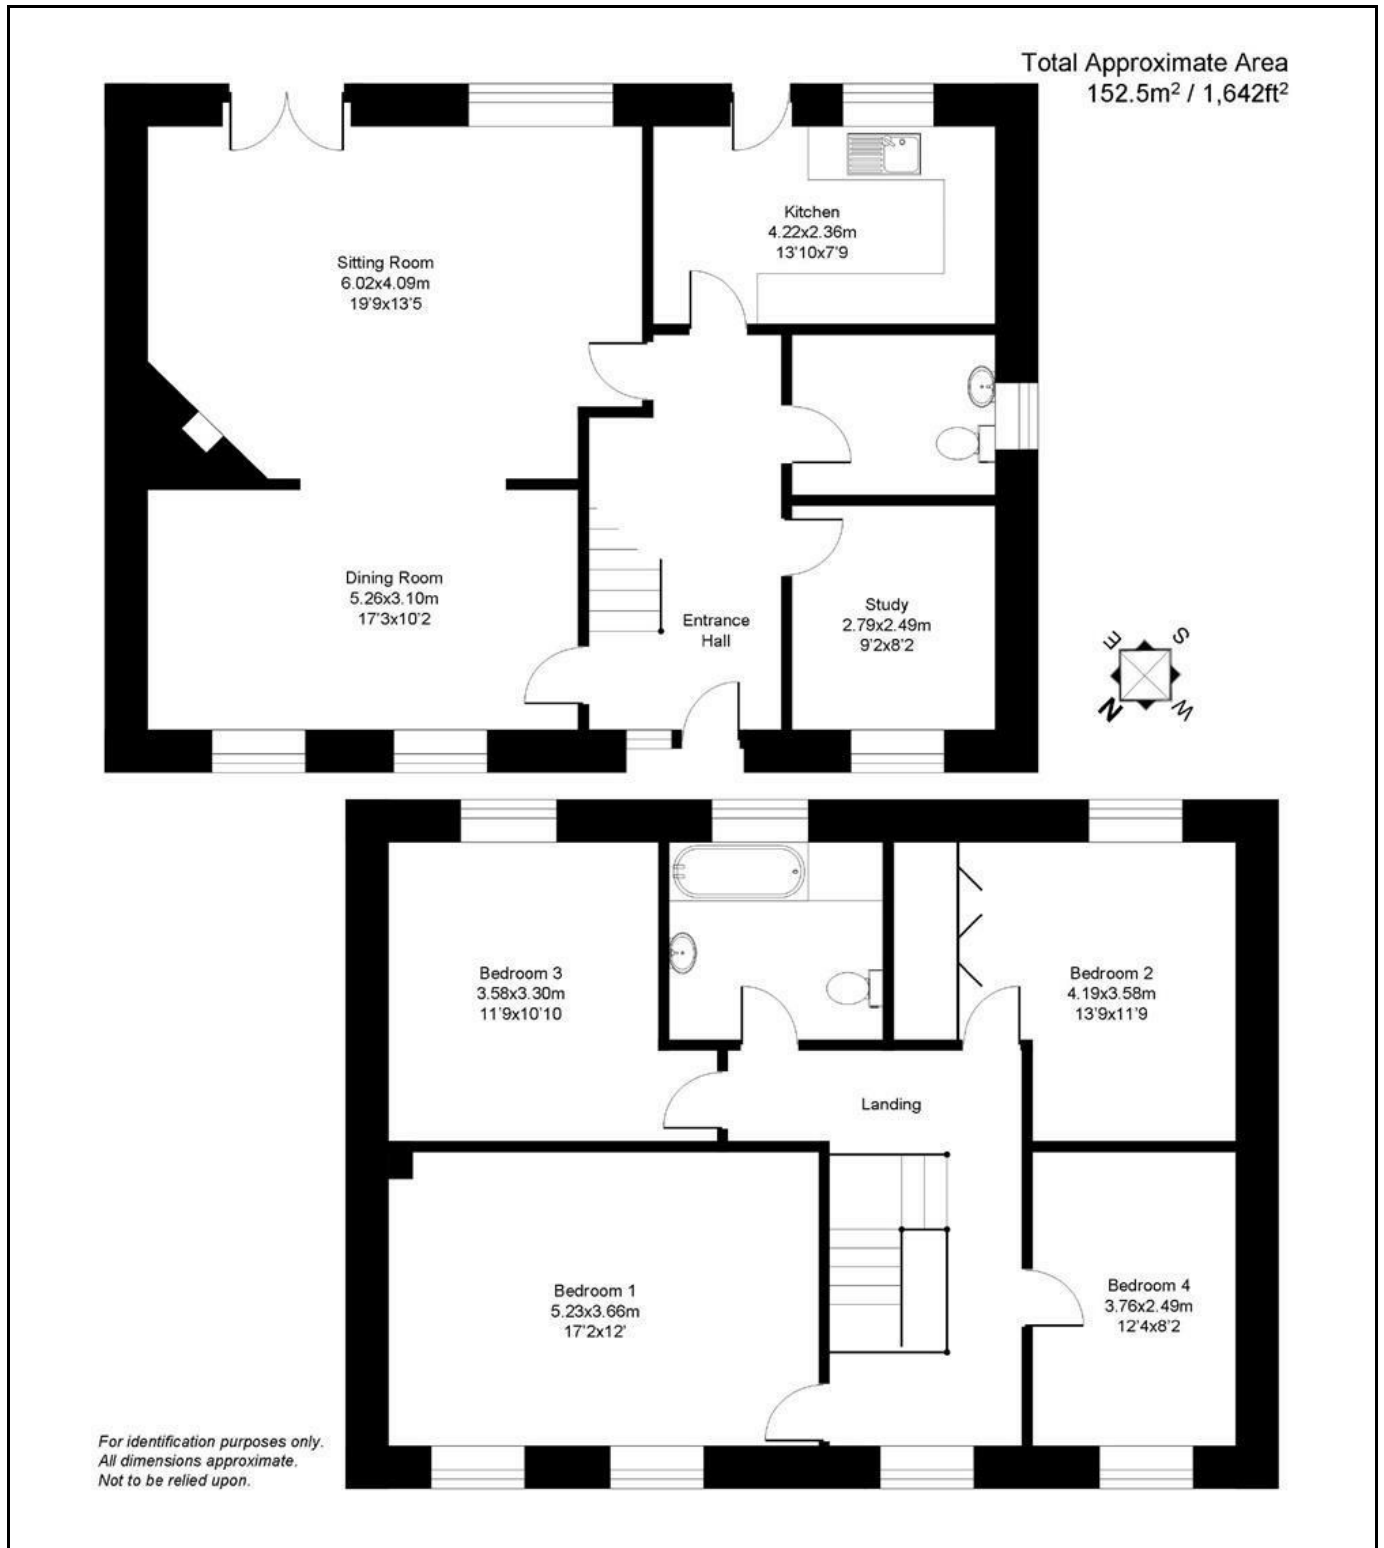 Total Approximate Area
152.5m² / 1,642ft²
Kitchen
4.22x2.36m
13'10x7'9
Sitting Room
6.02x4.09m
19'9x13'5
Dining Room
5.26x3.10m
17'3x10'2
Entrance
Hall
Study
2.79x2.49m
9'2x8'2
E
S
N
W
Bedroom 3
3.58x3.30m
11'9x10'10
Bedroom 2
4.19x3.58m
13'9x11'9
Landing
Bedroom 1
5.23x3.66m
17'2x12'
Bedroom 4
3.76x2.49m
12'4x8'2
For identification purposes only.
All dimensions approximate.
Not to be relied upon.